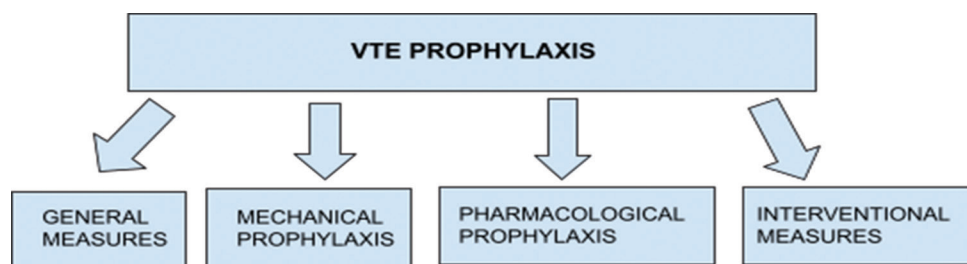 VTE PROPHYLAXIS
GENERAL
MEASURES
MECHANICAL
PROPHYLAXIS
PHARMACOLOGICAL
PROPHYLAXIS
INTERVENTIONAL
MEASURES